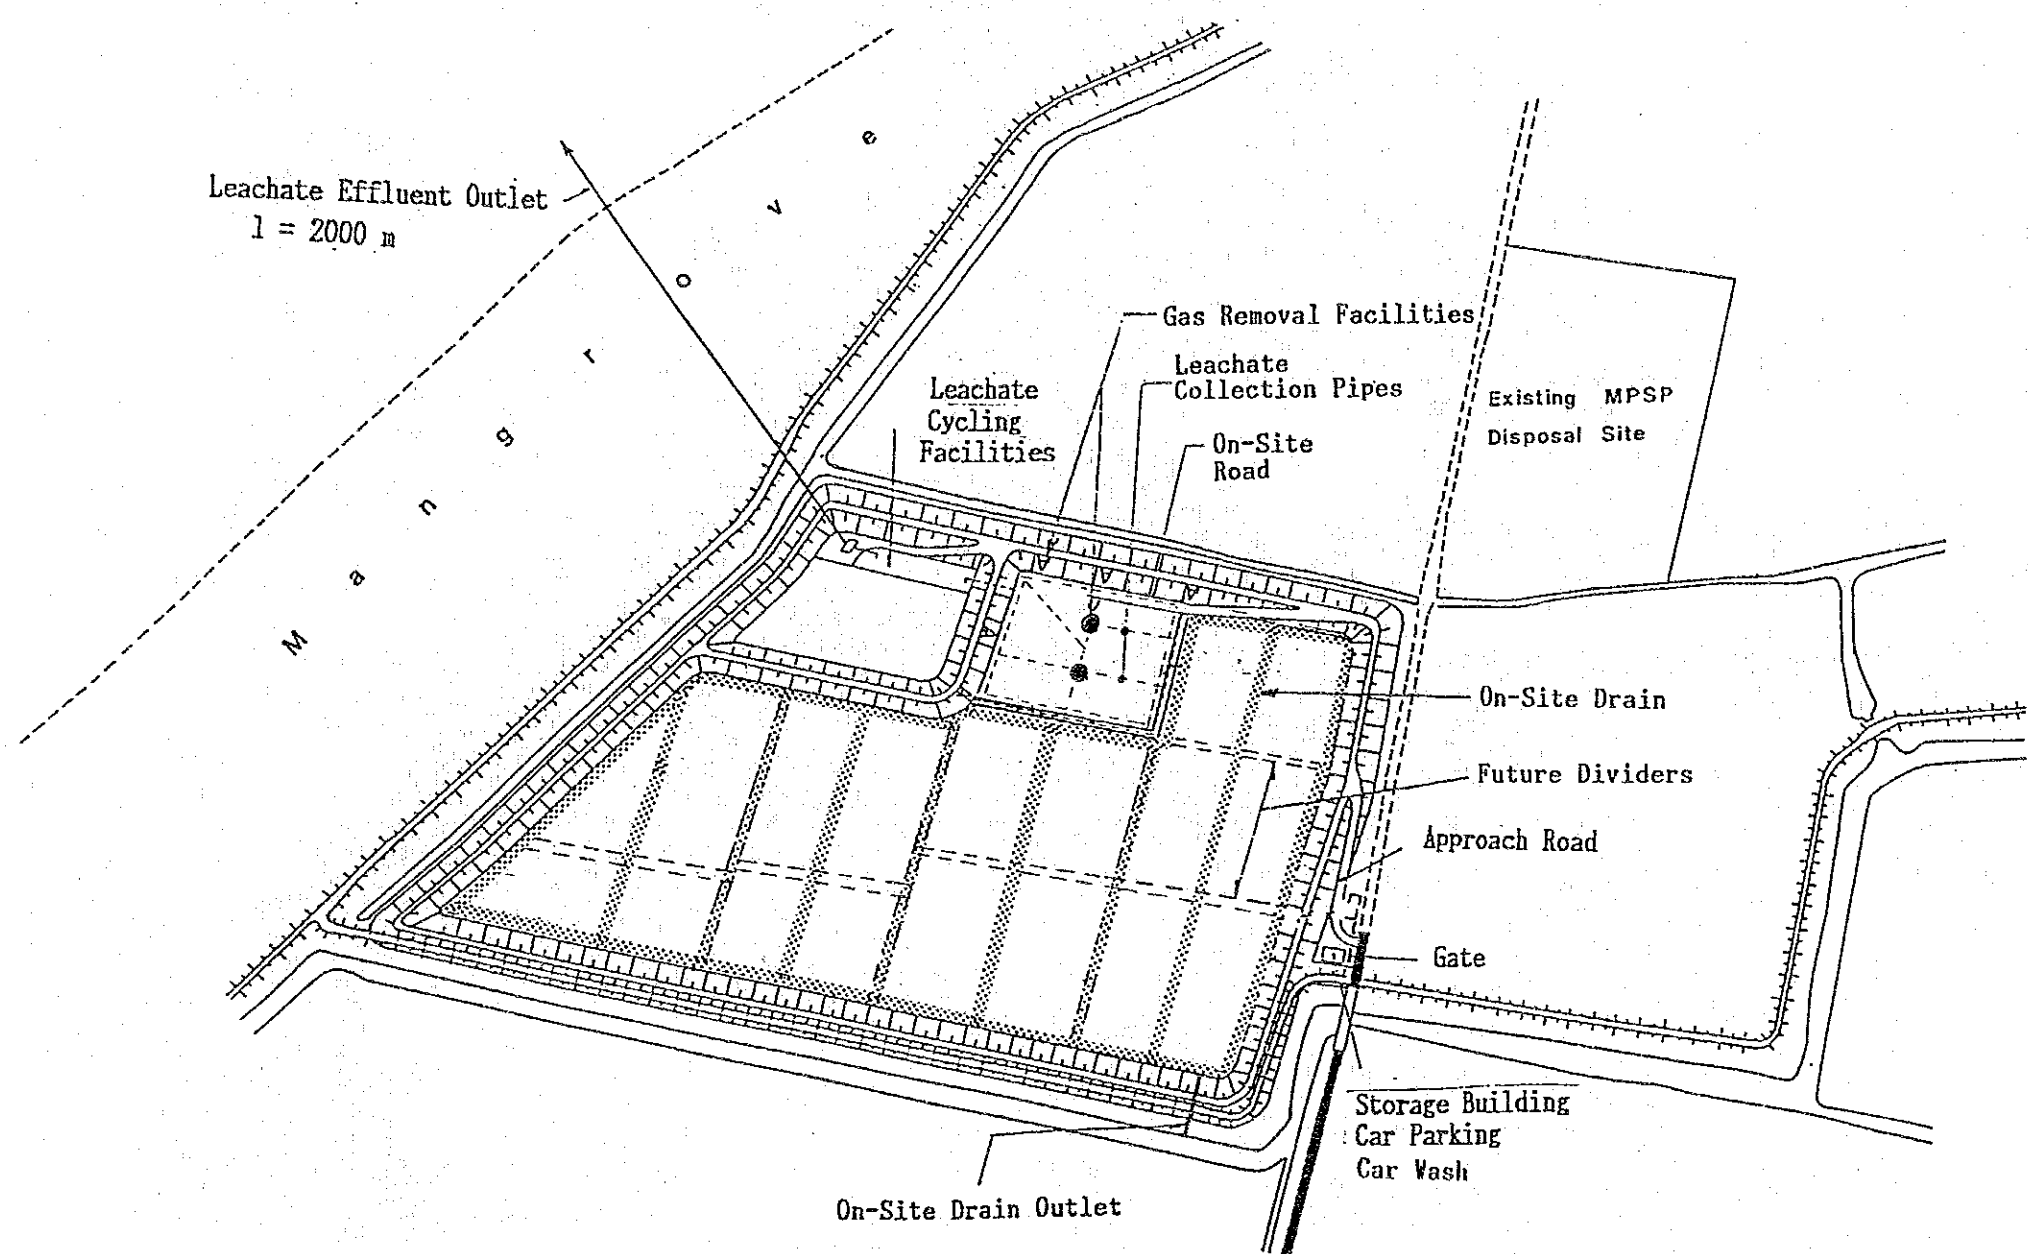 Leachate Effluent Outlet
l = 2000 m
Mangrove
Gas Removal Facilities
Leachate
Collection Pipes
Leachate
Cycling
Facilities
On-Site
Road
Existing MPSP
Disposal Site
On-Site Drain
Future Dividers
Approach Road
Gate
Storage Building
Car Parking
Car Wash
On-Site Drain Outlet